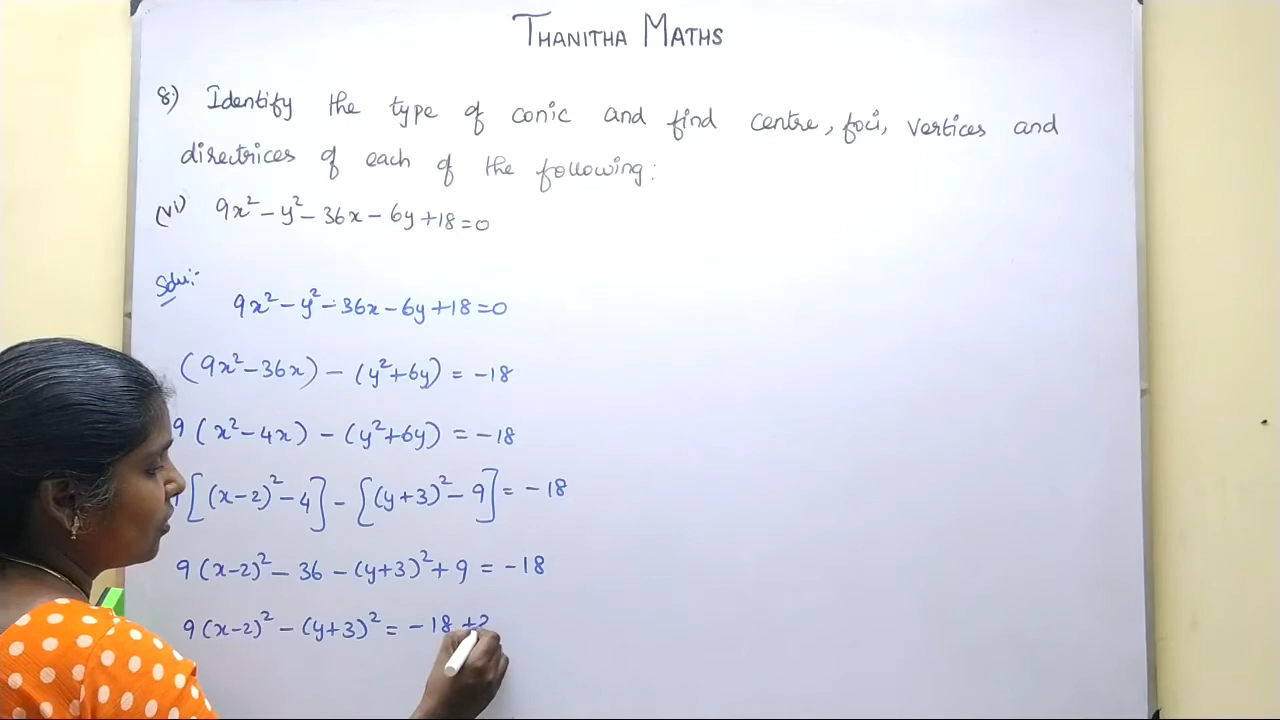 THANITHA MATHS
8) Identify the type of conic and find centre, foci, vertices and
directrices of each of the following:
(vi) 9x² - y² - 36x - 6y + 18 = 0
Solu:-
9x² - y² - 36x - 6y + 18 = 0
(9x² - 36x) - (y² + 6y) = -18
9 (x² - 4x) - (y² + 6y) = -18
[(x-2)² - 4] - [(y+3)² - 9] = -18
9 (x-2)² - 36 - (y+3)² + 9 = -18
9 (x-2)² - (y+3)² = -18 +